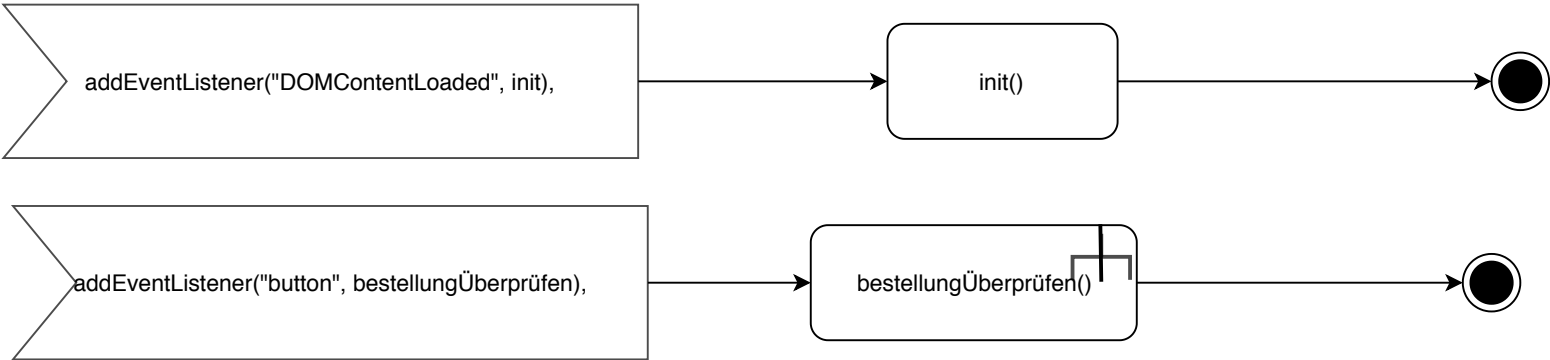 addEventListener("DOMContentLoaded", init),
init()
addEventListener("button", bestellungÜberprüfen),
bestellungÜberprüfen()